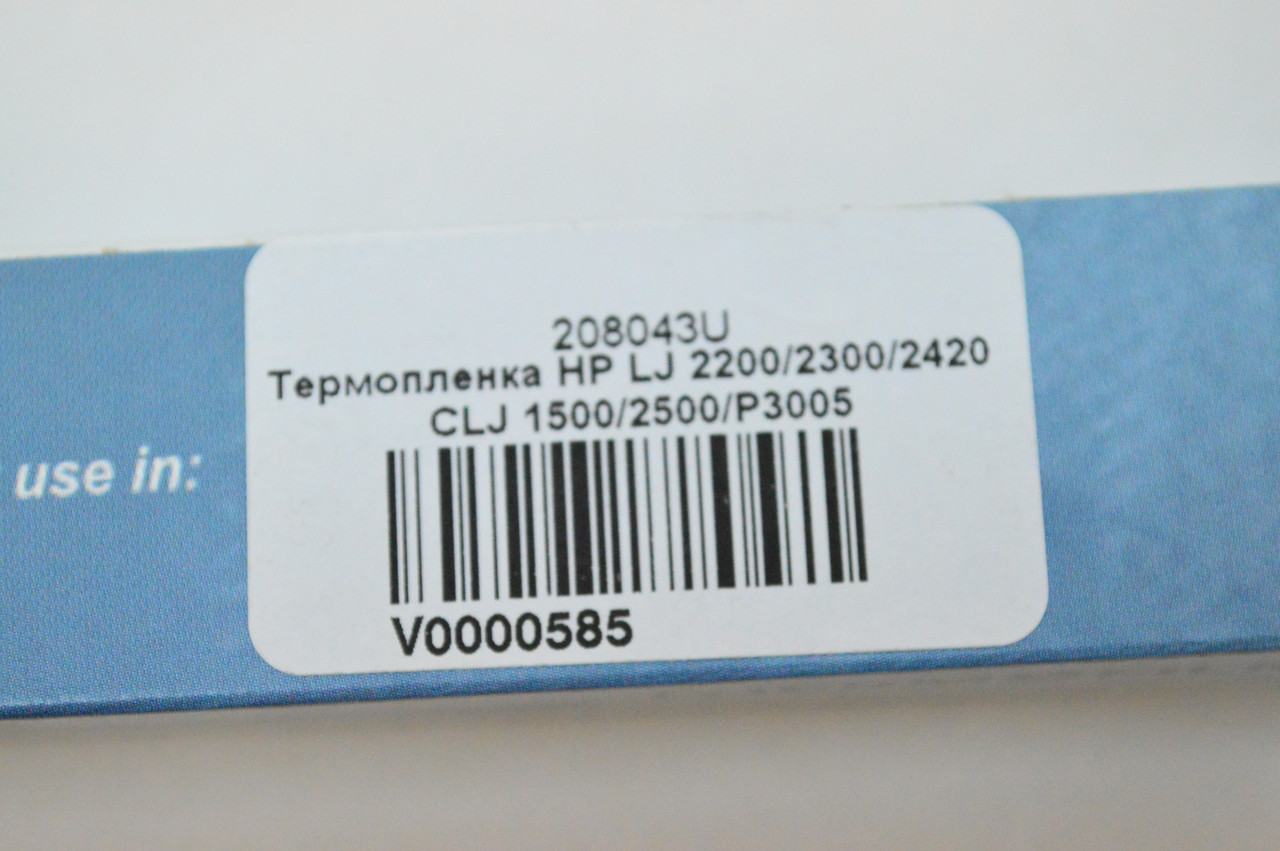 208043U
Термопленка HP LJ 2200/2300/2420
CLJ 1500/2500/P3005
use in:
V0000585